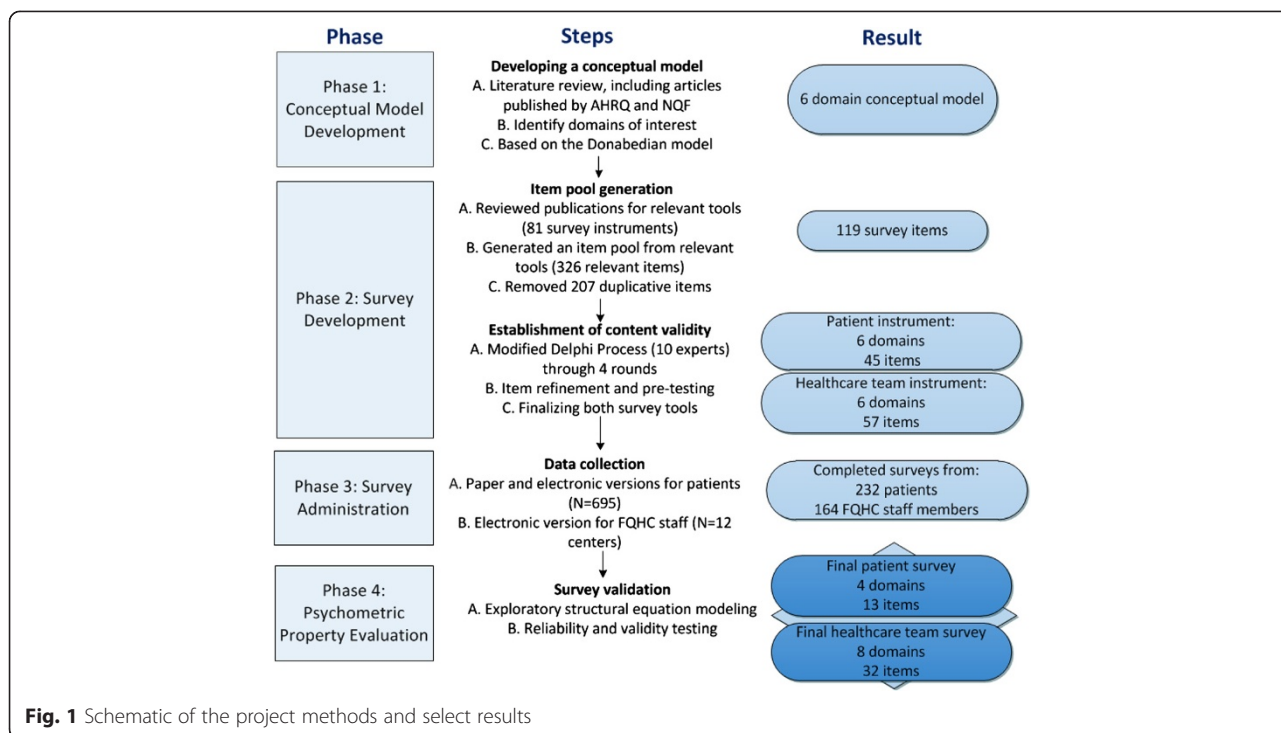 Phase Steps Result
Phase 1:
Conceptual Model
Development
Developing a conceptual model
A. Literature review, including articles
published by AHRQ and NQF
B. Identify domains of interest
C. Based on the Donabedian model
6 domain conceptual model
Phase 2: Survey
Development
Item pool generation
A. Reviewed publications for relevant tools
(81 survey instruments)
B. Generated an item pool from relevant
tools (326 relevant items)
C. Removed 207 duplicative items
119 survey items
Establishment of content validity
A. Modified Delphi Process (10 experts)
through 4 rounds
B. Item refinement and pre-testing
C. Finalizing both survey tools
Patient instrument:
6 domains
45 items
Healthcare team instrument:
6 domains
57 items
Phase 3: Survey
Administration
Data collection
A. Paper and electronic versions for patients
(N=695)
B. Electronic version for FQHC staff (N=12
centers)
Completed surveys from:
232 patients
164 FQHC staff members
Phase 4:
Psychometric
Property Evaluation
Survey validation
A. Exploratory structural equation modeling
B. Reliability and validity testing
Final patient survey
4 domains
13 items
Final healthcare team survey
8 domains
32 items
Fig. 1 Schematic of the project methods and select results